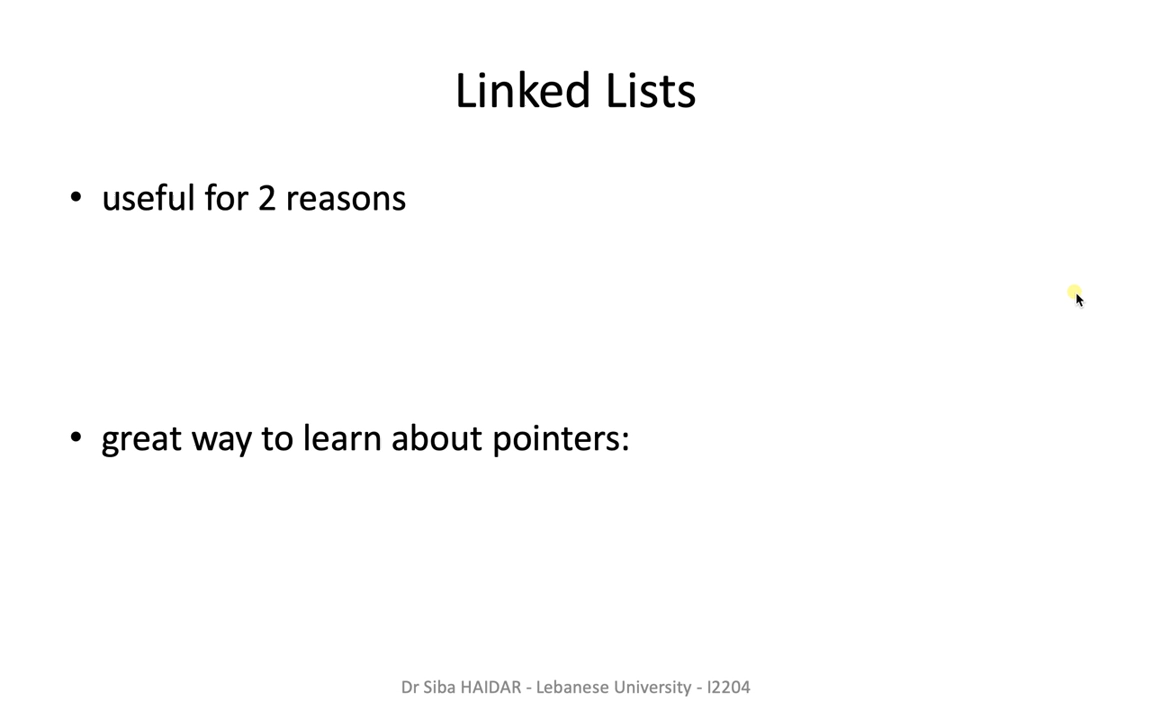 Linked Lists
• useful for 2 reasons
• great way to learn about pointers:
Dr Siba HAIDAR - Lebanese University - I2204